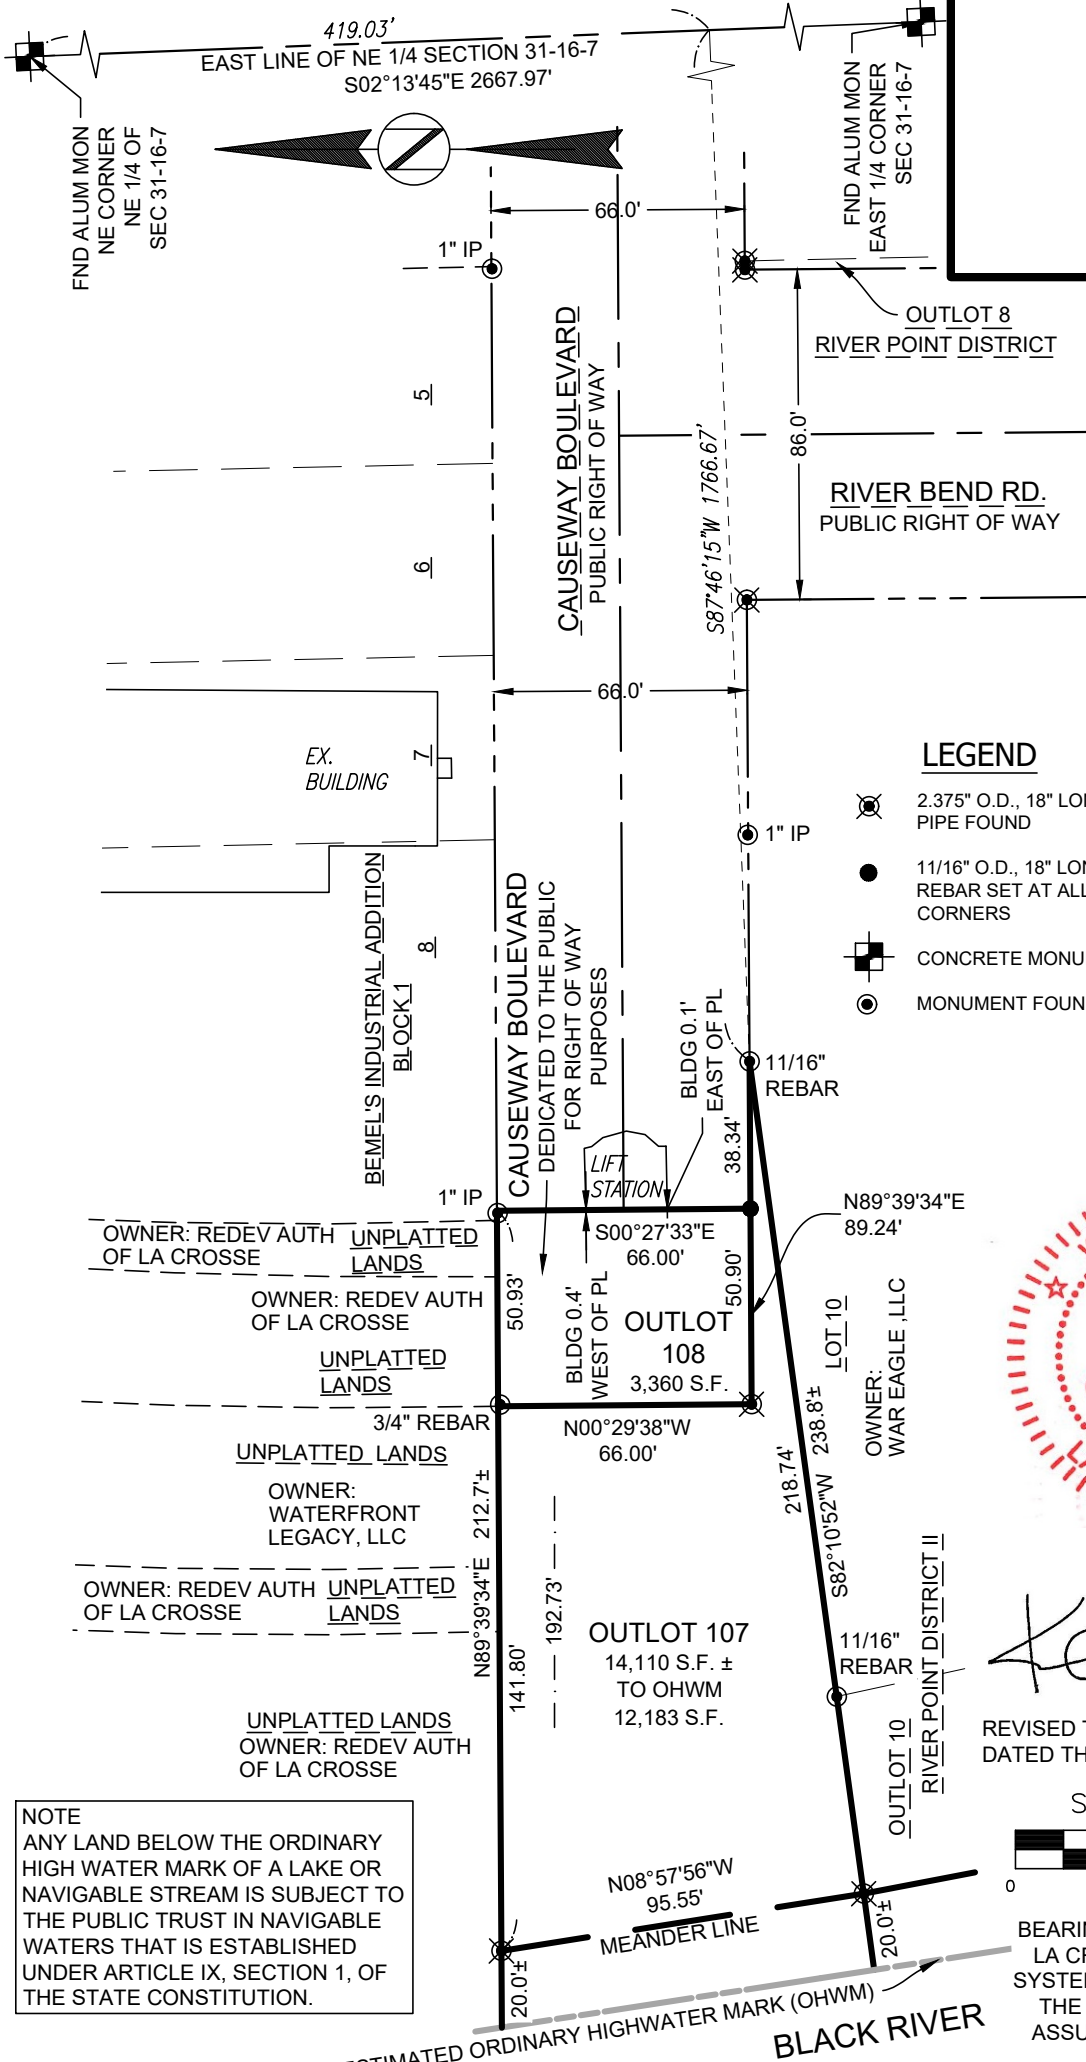 419.03'
EAST LINE OF NE 1/4 SECTION 31-16-7
S02°13'45"E 2667.97'
FND ALUM MON
NE CORNER
NE 1/4 OF
SEC 31-16-7
FND ALUM MON
EAST 1/4 CORNER
SEC 31-16-7
66.0'
1" IP
OUTLOT 8
RIVER POINT DISTRICT
CAUSEWAY BOULEVARD
PUBLIC RIGHT OF WAY
5
86.0'
S87°46'15"W 1766.67'
RIVER BEND RD.
PUBLIC RIGHT OF WAY
6
66.0'
EX.
BUILDING
7
LEGEND
2.375" O.D., 18" LON
PIPE FOUND
1" IP
11/16" O.D., 18" LON
REBAR SET AT ALL
CORNERS
CONCRETE MONU
MONUMENT FOUN
BEMEL'S INDUSTRIAL ADDITION
BLOCK 1
8
CAUSEWAY BOULEVARD
DEDICATED TO THE PUBLIC
FOR RIGHT OF WAY
PURPOSES
BLDG 0.1'
EAST OF PL
11/16"
REBAR
38.34'
LIFT
STATION
1" IP
S00°27'33"E
66.00'
N89°39'34"E
89.24'
OWNER: REDEV AUTH
OF LA CROSSE
UNPLATTED
LANDS
OWNER: REDEV AUTH
OF LA CROSSE
UNPLATTED
LANDS
50.93'
BLDG 0.4'
WEST OF PL
50.90'
OUTLOT
108
3,360 S.F.
LOT 10
OWNER:
WAR EAGLE ,LLC
3/4" REBAR
N00°29'38"W
66.00'
UNPLATTED LANDS
OWNER:
WATERFRONT
LEGACY, LLC
N89°39'34"E 212.7'±
218.74'
S82°10'52"W 238.8'±
OWNER: REDEV AUTH
OF LA CROSSE
UNPLATTED
LANDS
192.73'
141.80'
OUTLOT 107
14,110 S.F. ±
TO OHWM
12,183 S.F.
11/16"
REBAR
OUTLOT 10
RIVER POINT DISTRICT II
UNPLATTED LANDS
OWNER: REDEV AUTH
OF LA CROSSE
REVISED T
DATED TH
S
0
NOTE
ANY LAND BELOW THE ORDINARY
HIGH WATER MARK OF A LAKE OR
NAVIGABLE STREAM IS SUBJECT TO
THE PUBLIC TRUST IN NAVIGABLE
WATERS THAT IS ESTABLISHED
UNDER ARTICLE IX, SECTION 1, OF
THE STATE CONSTITUTION.
N08°57'56"W
95.55'
MEANDER LINE
20.0'±
20.0'±
ESTIMATED ORDINARY HIGHWATER MARK (OHWM)
BLACK RIVER
BEARIN
LA CR
SYSTEM
THE
ASSU